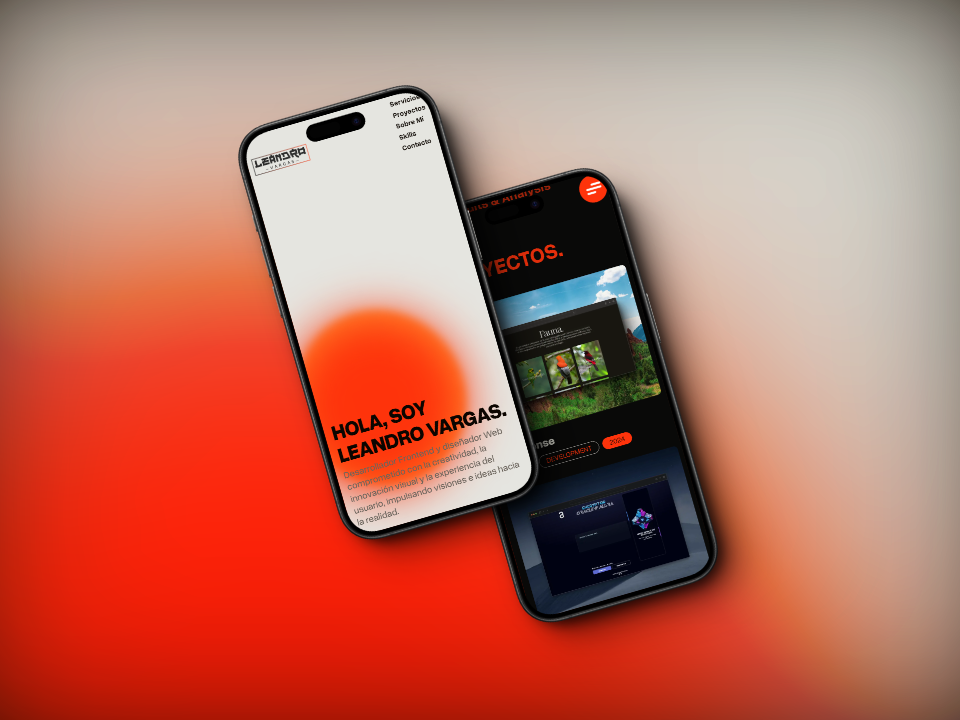 Servicios
Proyectos
Sobre Mí
Skills
Contacto
LEANDRO
VARGAS
HOLA, SOY
LEANDRO VARGAS.
Desarrollador Frontend y diseñador Web
comprometido con la creatividad, la
innovación visual y la experiencia del
usuario, impulsando visiones e ideas hacia
la realidad.
& Analysis
YECTOS.
Fauna.
nse
DEVELOPMENT
2024